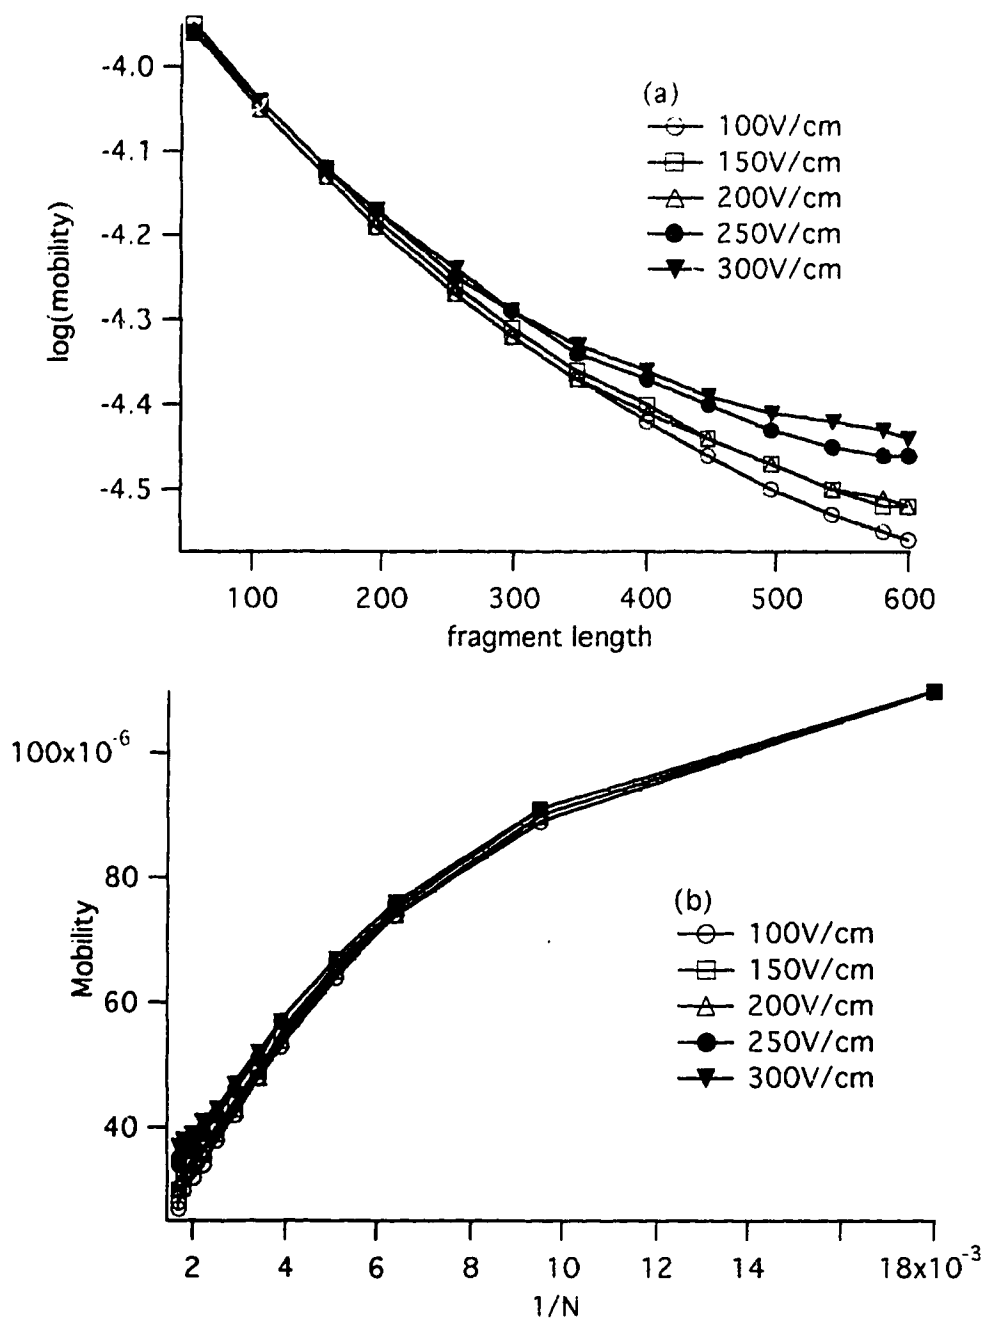 (a)
100V/cm
150V/cm
200V/cm
250V/cm
300V/cm
-4.0
-4.1
-4.2
-4.3
-4.4
-4.5
log(mobility)
100 200 300 400 500 600
fragment length
100x10-6
80
60
40
Mobility
(b)
100V/cm
150V/cm
200V/cm
250V/cm
300V/cm
2 4 6 8 10 12 14 18x10-3
1/N